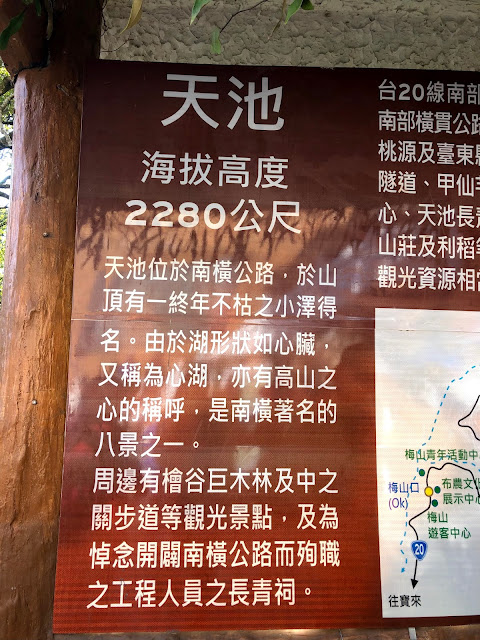 天池
海拔高度
2280公尺
天池位於南橫公路，於山
頂有一終年不枯之小澤得
名。由於湖形狀如心臟，
又稱為心湖，亦有高山之
心的稱呼，是南橫著名的
八景之一。
周邊有檜谷巨木林及中之
關步道等觀光景點，及為
悼念開闢南橫公路而殉職
之工程人員之長青祠。
台20線南部
南部橫貫公路
桃源及臺東縣
隧道、甲仙
心、天池長青
山莊及利稻
觀光資源相當
梅山青年活動中
梅山口
(Ok)
布農文
展示中心
梅山
遊客中心
20
往寶來